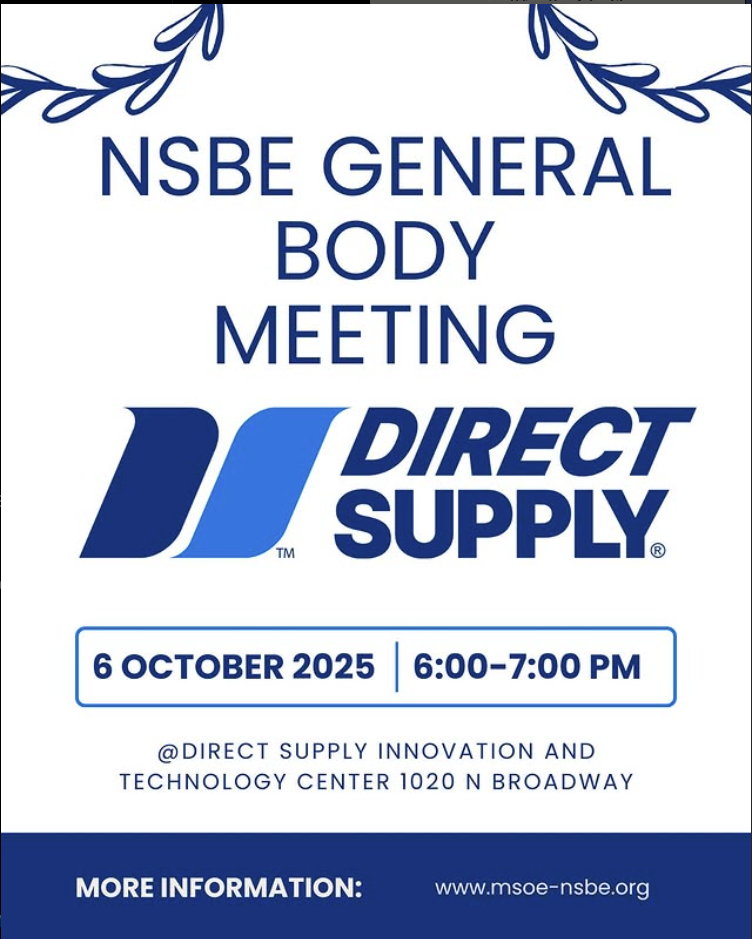 NSBE GENERAL
BODY
MEETING
DIRECT
SUPPLY®
TM
6 OCTOBER 2025 | 6:00-7:00 PM
@DIRECT SUPPLY INNOVATION AND
TECHNOLOGY CENTER 1020 N BROADWAY
MORE INFORMATION: www.msoe-nsbe.org